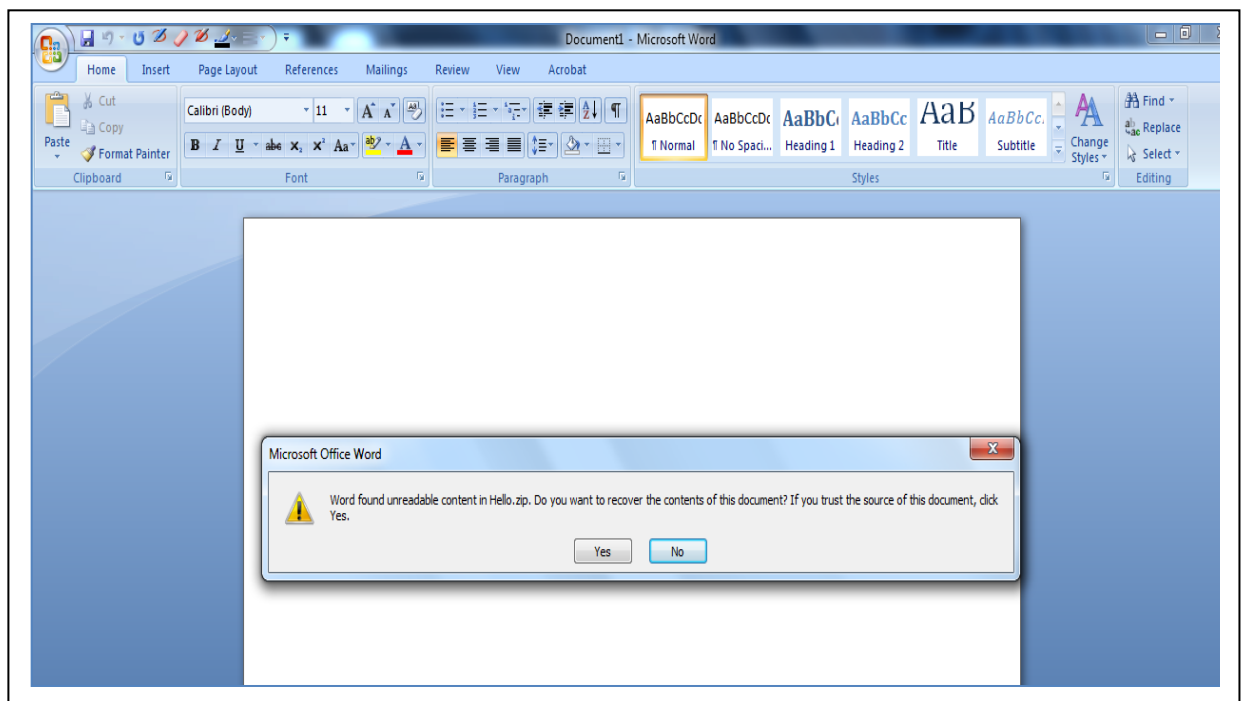 Document1 - Microsoft Word
Home Insert Page Layout References Mailings Review View Acrobat
Paste
Cut
Copy
Format Painter
Clipboard
Calibri (Body) 11
B I U abc X₂ X² Aa A
Font
Paragraph
AaBbCcDc AaBbCcDc AaBbC AaBbCc AaB AaBbCc.
¶ Normal ¶ No Spaci... Heading 1 Heading 2 Title Subtitle
Change
Styles
Styles
Find
Replace
Select
Editing
Microsoft Office Word
Word found unreadable content in Hello.zip. Do you want to recover the contents of this document? If you trust the source of this document, click
Yes.
Yes No